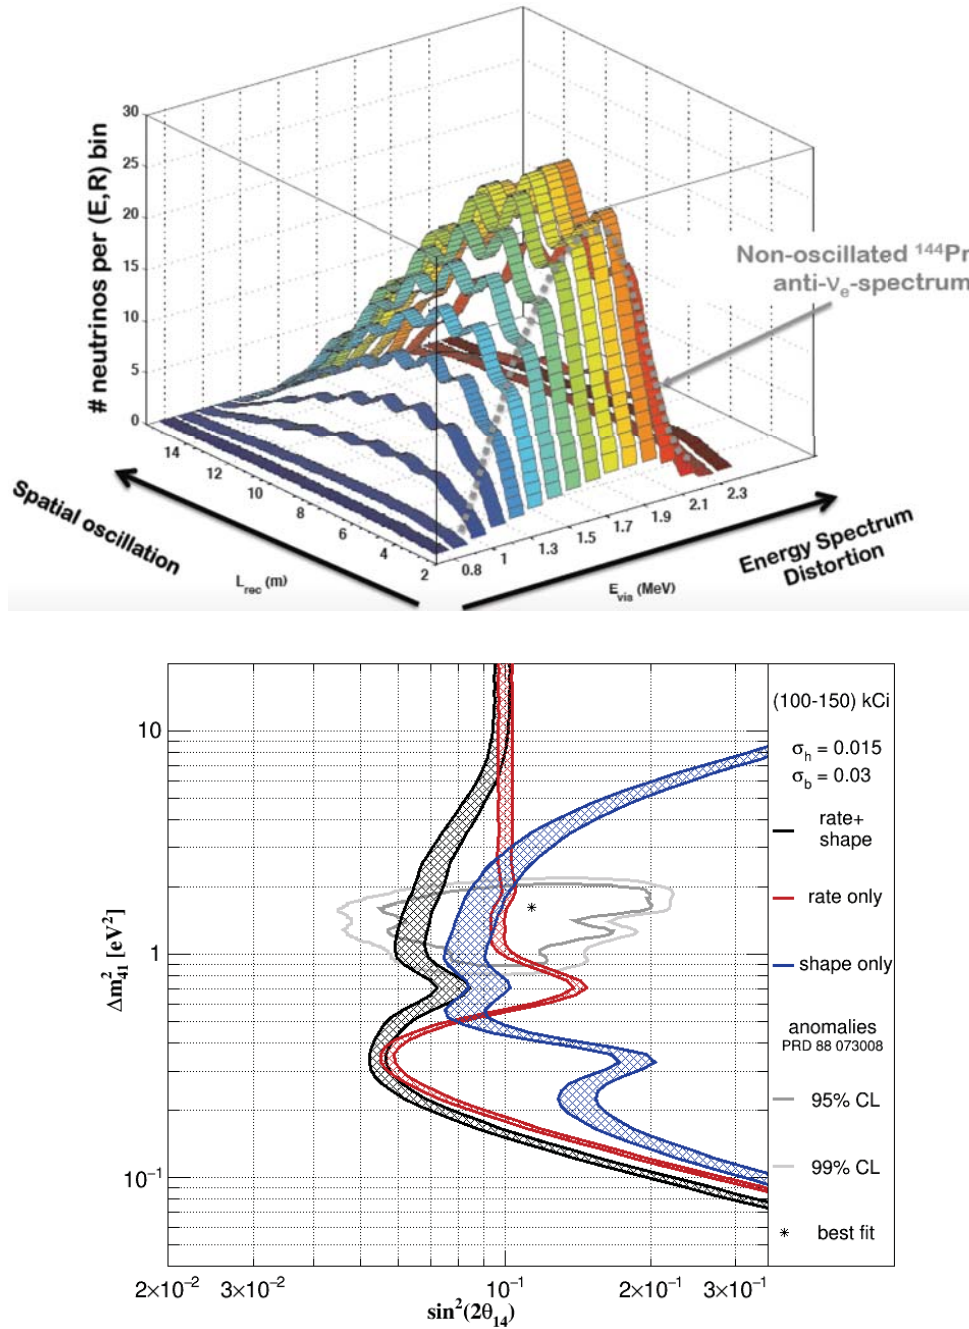 # neutrinos per (E,R) bin
30
25
20
15
10
5
0
14
12
10
8
6
4
2
0.8
1
1.3
1.5
1.7
1.9
2.1
2.3
Non-oscillated ¹⁴⁴Pr
anti-νₑ-spectrum
Spatial oscillation
L_rec (m)
E_vis (MeV)
Energy Spectrum
Distortion
Δm²₄₁ [eV²]
10
1
10⁻¹
2×10⁻²
3×10⁻²
10⁻¹
2×10⁻¹
3×10⁻¹
sin²(2θ₁₄)
(100-150) kCi
σ_h = 0.015
σ_b = 0.03
rate+
shape
rate only
shape only
anomalies
PRD 88 073008
95% CL
99% CL
* best fit